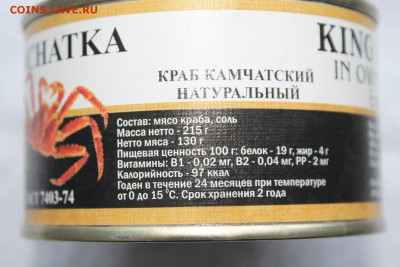 COINS.LAVE.RU
CHATKA
KING
IN OW
КРАБ КАМЧАТСКИЙ
НАТУРАЛЬНЫЙ
Состав: мясо краба, соль
Масса нетто - 215 г
Нетто мяса - 130 г
Пищевая ценность 100 г: белок - 19 г, жир - 4 г
Витамины: В1 - 0,02 мг, В2 - 0,04 мг, РР - 2 мг
Калорийность - 97 ккал
Годен в течение 24 месяцев при температуре
от 0 до 15 °С. Срок хранения 2 года
ОСТ 7403-74